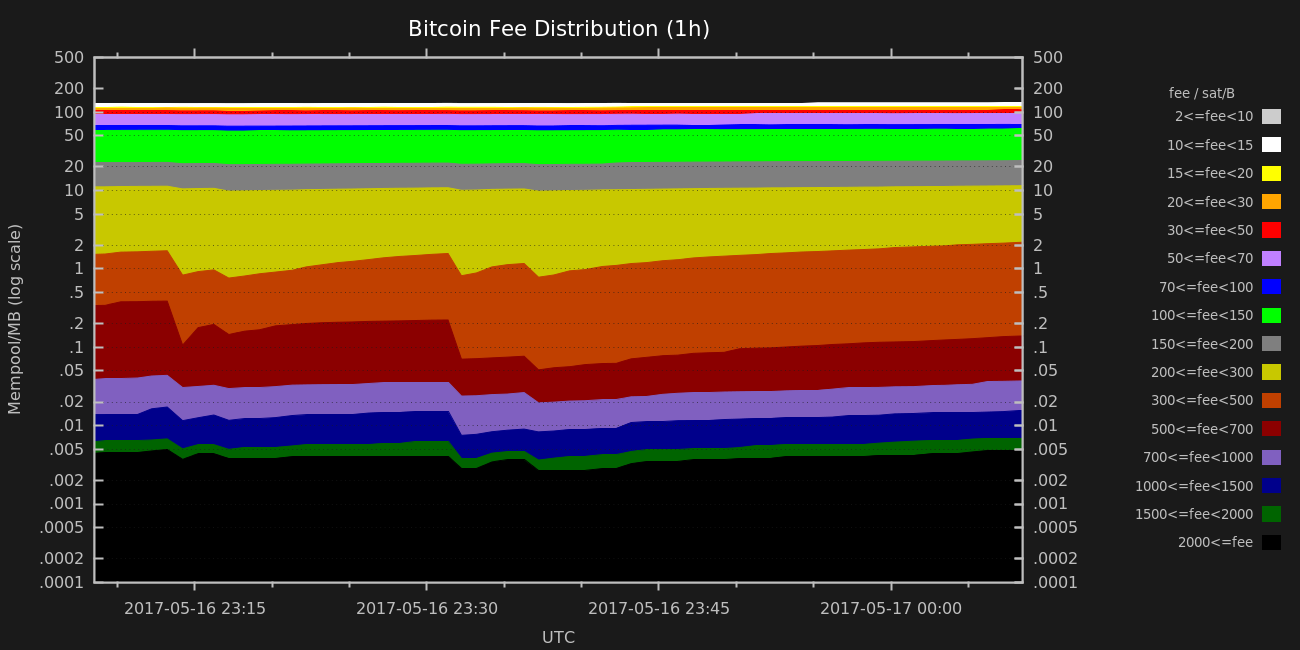 Bitcoin Fee Distribution (1h)
500 500
200 200
100 100
50 50
20 20
10 10
5 5
2 2
1 1
.5 .5
.2 .2
.1 .1
.05 .05
.02 .02
.01 .01
.005 .005
.002 .002
.001 .001
.0005 .0005
.0002 .0002
.0001 .0001
Mempool/MB (log scale)
2017-05-16 23:15 2017-05-16 23:30 2017-05-16 23:45 2017-05-17 00:00
UTC
fee / sat/B
2<=fee<10
10<=fee<15
15<=fee<20
20<=fee<30
30<=fee<50
50<=fee<70
70<=fee<100
100<=fee<150
150<=fee<200
200<=fee<300
300<=fee<500
500<=fee<700
700<=fee<1000
1000<=fee<1500
1500<=fee<2000
2000<=fee